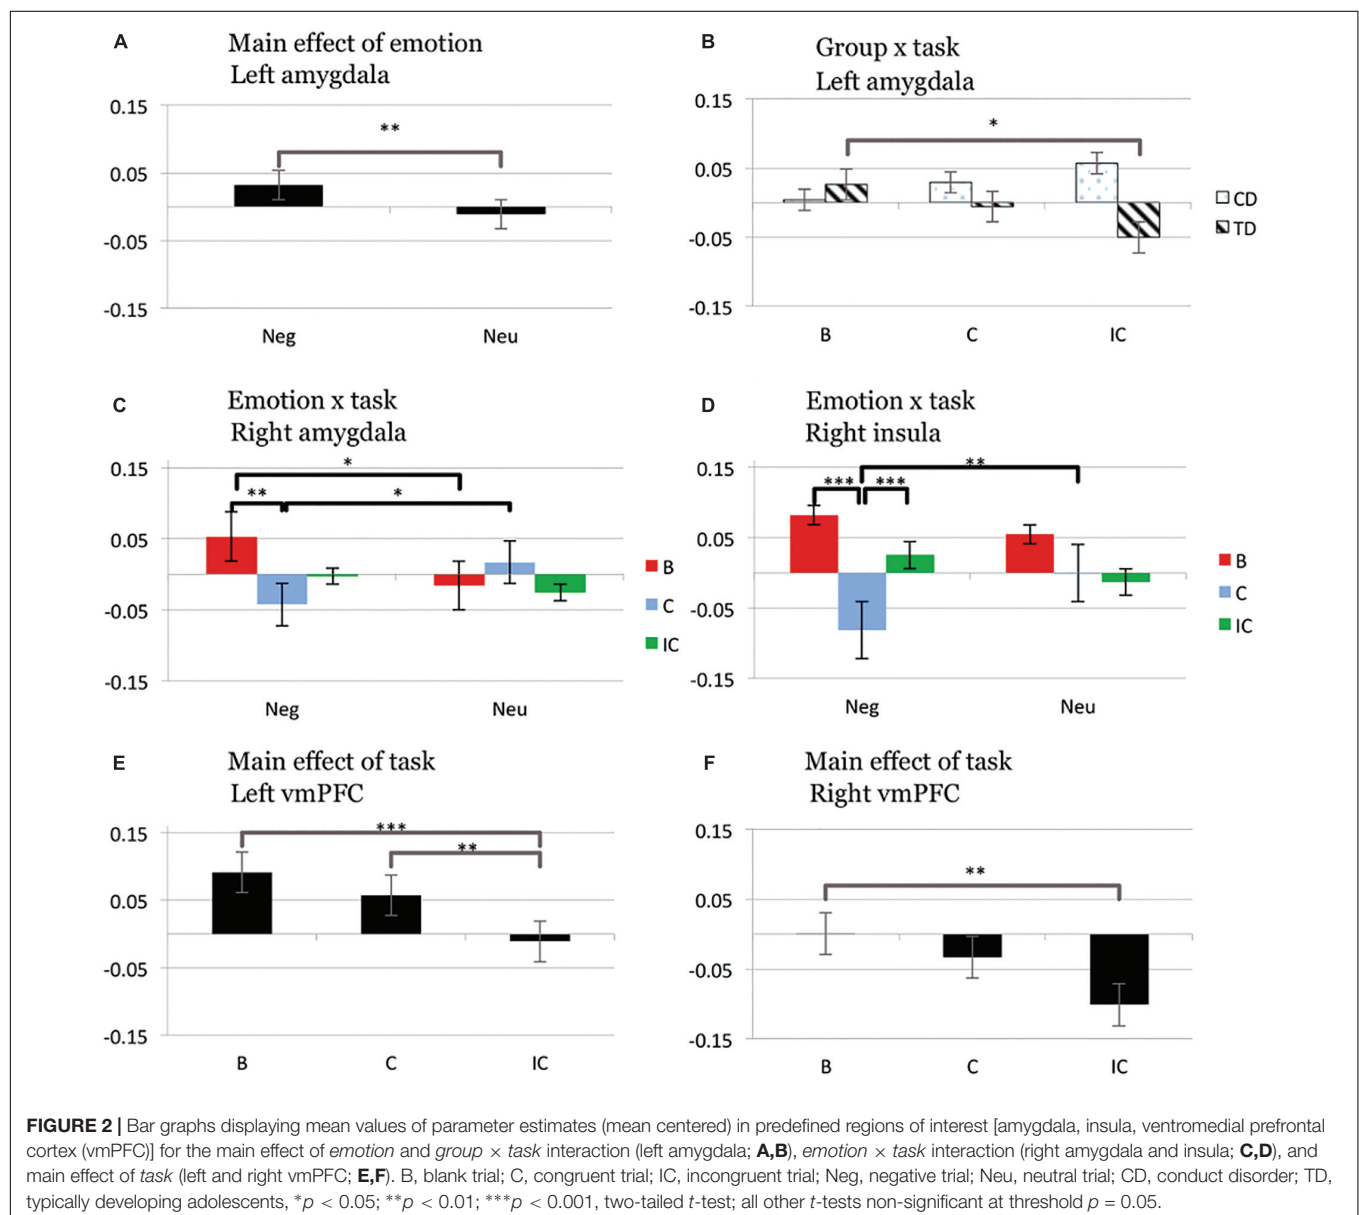 A
Main effect of emotion
Left amygdala
0.15
**
0.05
-0.05
-0.15
Neg
Neu
B
Group x task
Left amygdala
0.15
*
0.05
-0.05
-0.15
B
C
IC
CD
TD
C
Emotion x task
Right amygdala
0.15
*
**
*
0.05
-0.05
-0.15
Neg
Neu
B
C
IC
D
Emotion x task
Right insula
0.15
**
***
***
0.05
-0.05
-0.15
Neg
Neu
B
C
IC
E
Main effect of task
Left vmPFC
0.15
***
**
0.05
-0.05
-0.15
B
C
IC
F
Main effect of task
Right vmPFC
0.15
**
0.05
-0.05
-0.15
B
C
IC
FIGURE 2 | Bar graphs displaying mean values of parameter estimates (mean centered) in predefined regions of interest [amygdala, insula, ventromedial prefrontal
cortex (vmPFC)] for the main effect of emotion and group × task interaction (left amygdala; A,B), emotion × task interaction (right amygdala and insula; C,D), and
main effect of task (left and right vmPFC; E,F). B, blank trial; C, congruent trial; IC, incongruent trial; Neg, negative trial; Neu, neutral trial; CD, conduct disorder; TD,
typically developing adolescents, *p < 0.05; **p < 0.01; ***p < 0.001, two-tailed t-test; all other t-tests non-significant at threshold p = 0.05.